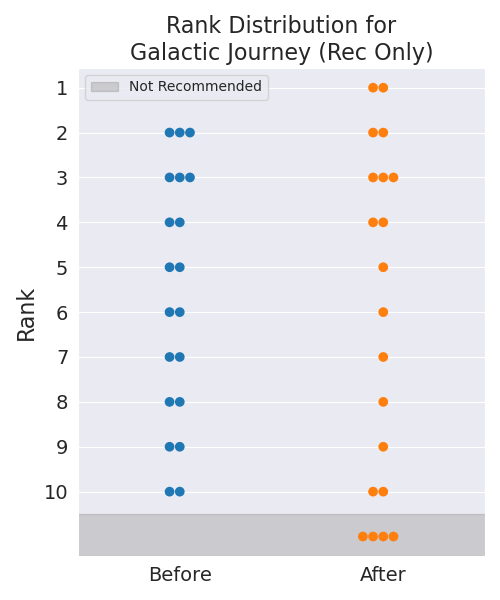 Rank Distribution for
Galactic Journey (Rec Only)
Not Recommended
1
2
3
4
5
6
7
8
9
10
Rank
Before
After